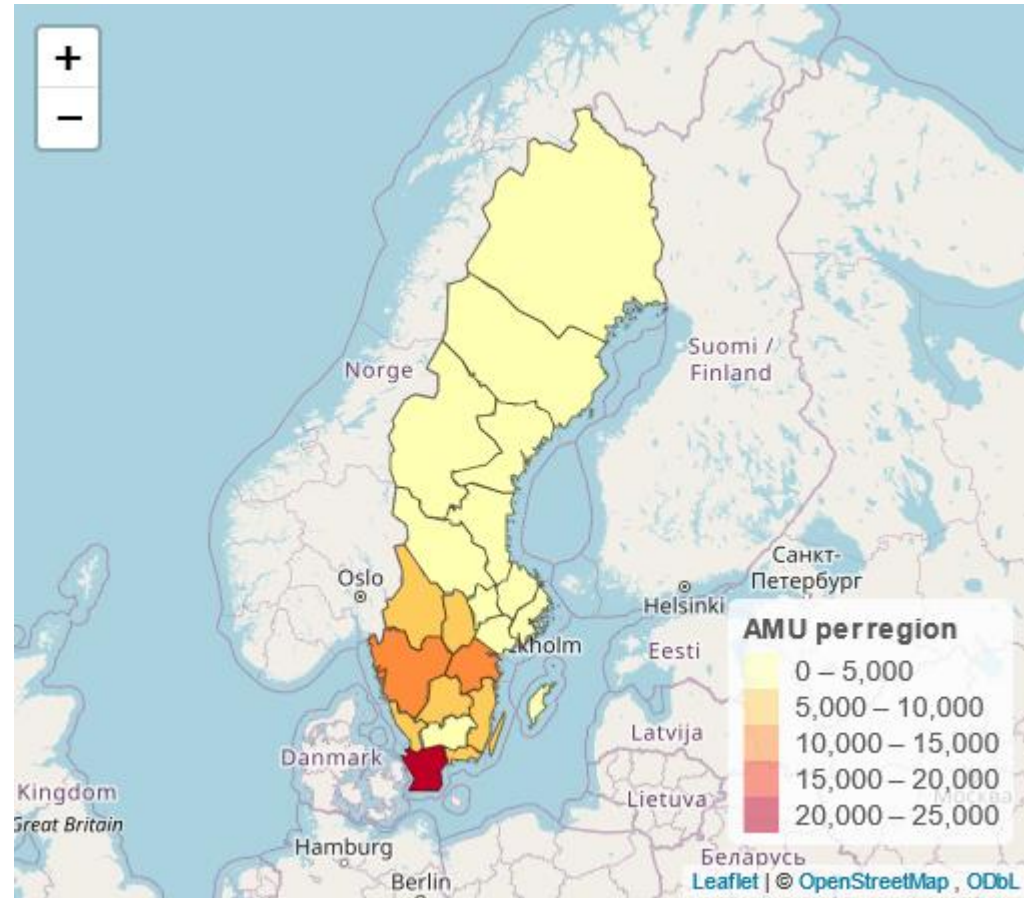 +
−
Norge
Suomi /
Finland
Oslo
Санкт-
Петербург
Helsinki
kholm
Eesti
AMU per region
0 – 5,000
5,000 – 10,000
10,000 – 15,000
15,000 – 20,000
20,000 – 25,000
Latvija
Danmark
Kingdom
Great Britain
Lietuva
Москва
Hamburg
Беларусь
Berlin
Leaflet | © OpenStreetMap , ODbL